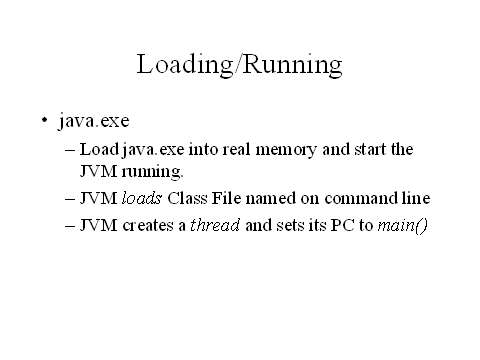 Loading/Running
• java.exe
– Load java.exe into real memory and start the
JVM running.
– JVM loads Class File named on command line
– JVM creates a thread and sets its PC to main()